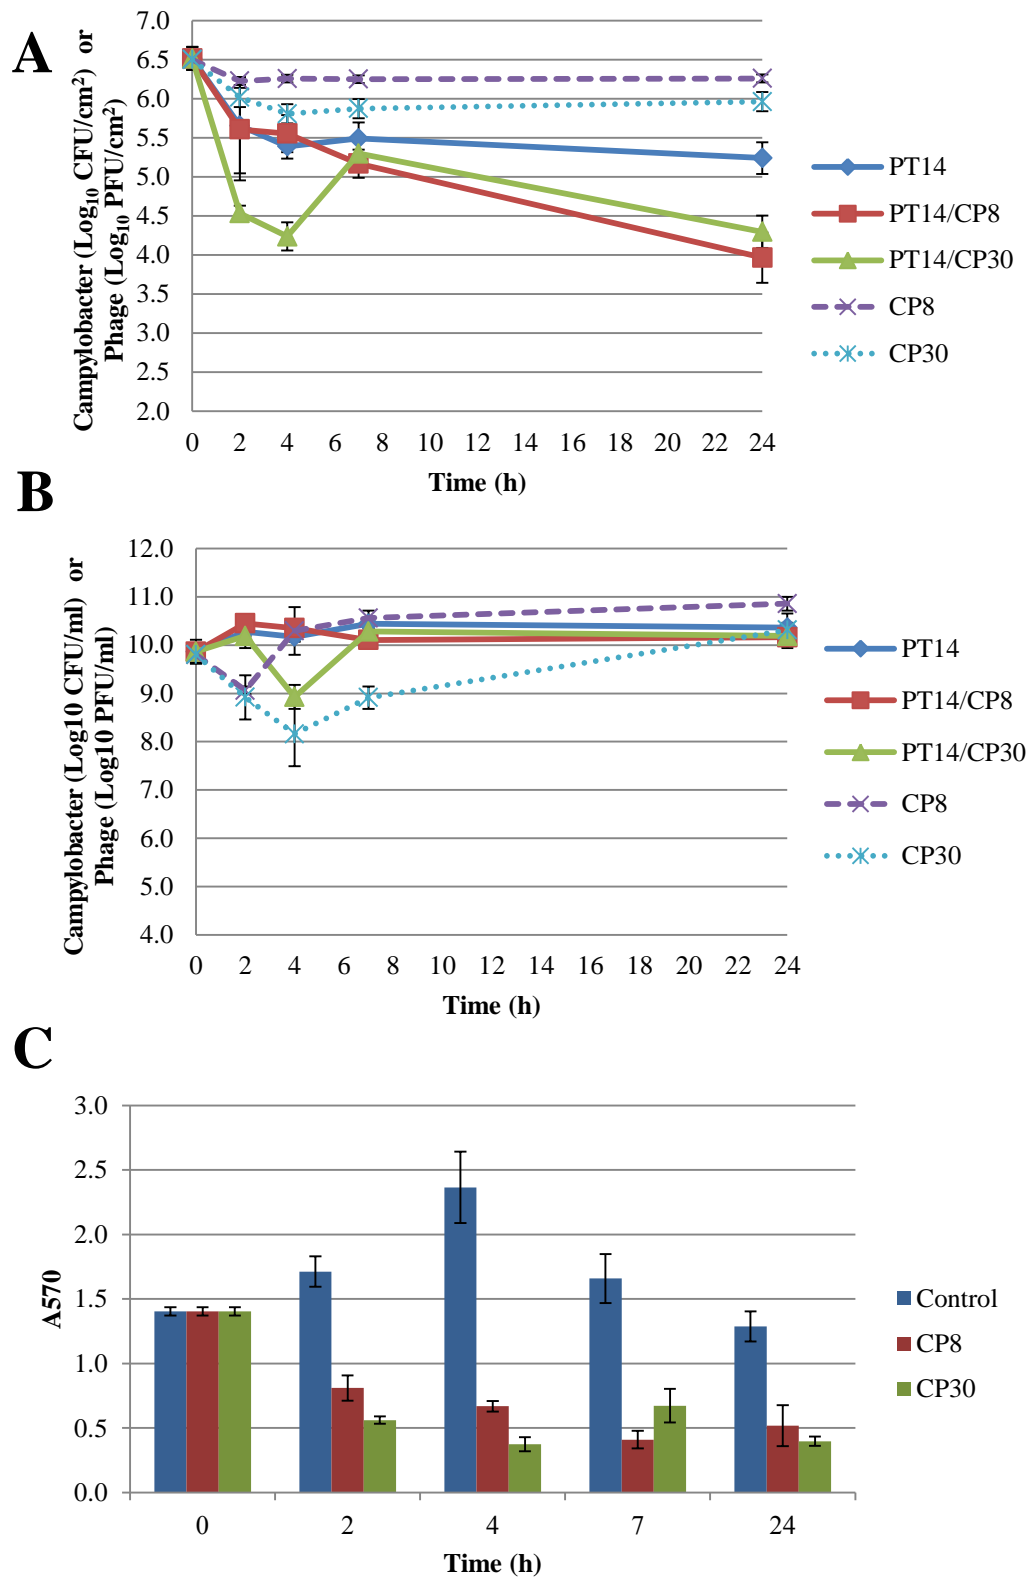 A
Campylobacter (Log10 CFU/cm2) or
Phage (Log10 PFU/cm2)
7.0
6.5
6.0
5.5
5.0
4.5
4.0
3.5
3.0
2.5
2.0
0 2 4 6 8 10 12 14 16 18 20 22 24
Time (h)
PT14
PT14/CP8
PT14/CP30
CP8
CP30
B
Campylobacter (Log10 CFU/ml) or
Phage (Log10 PFU/ml)
12.0
11.0
10.0
9.0
8.0
7.0
6.0
5.0
4.0
0 2 4 6 8 10 12 14 16 18 20 22 24
Time (h)
PT14
PT14/CP8
PT14/CP30
CP8
CP30
C
A570
3.0
2.5
2.0
1.5
1.0
0.5
0.0
0 2 4 7 24
Time (h)
Control
CP8
CP30